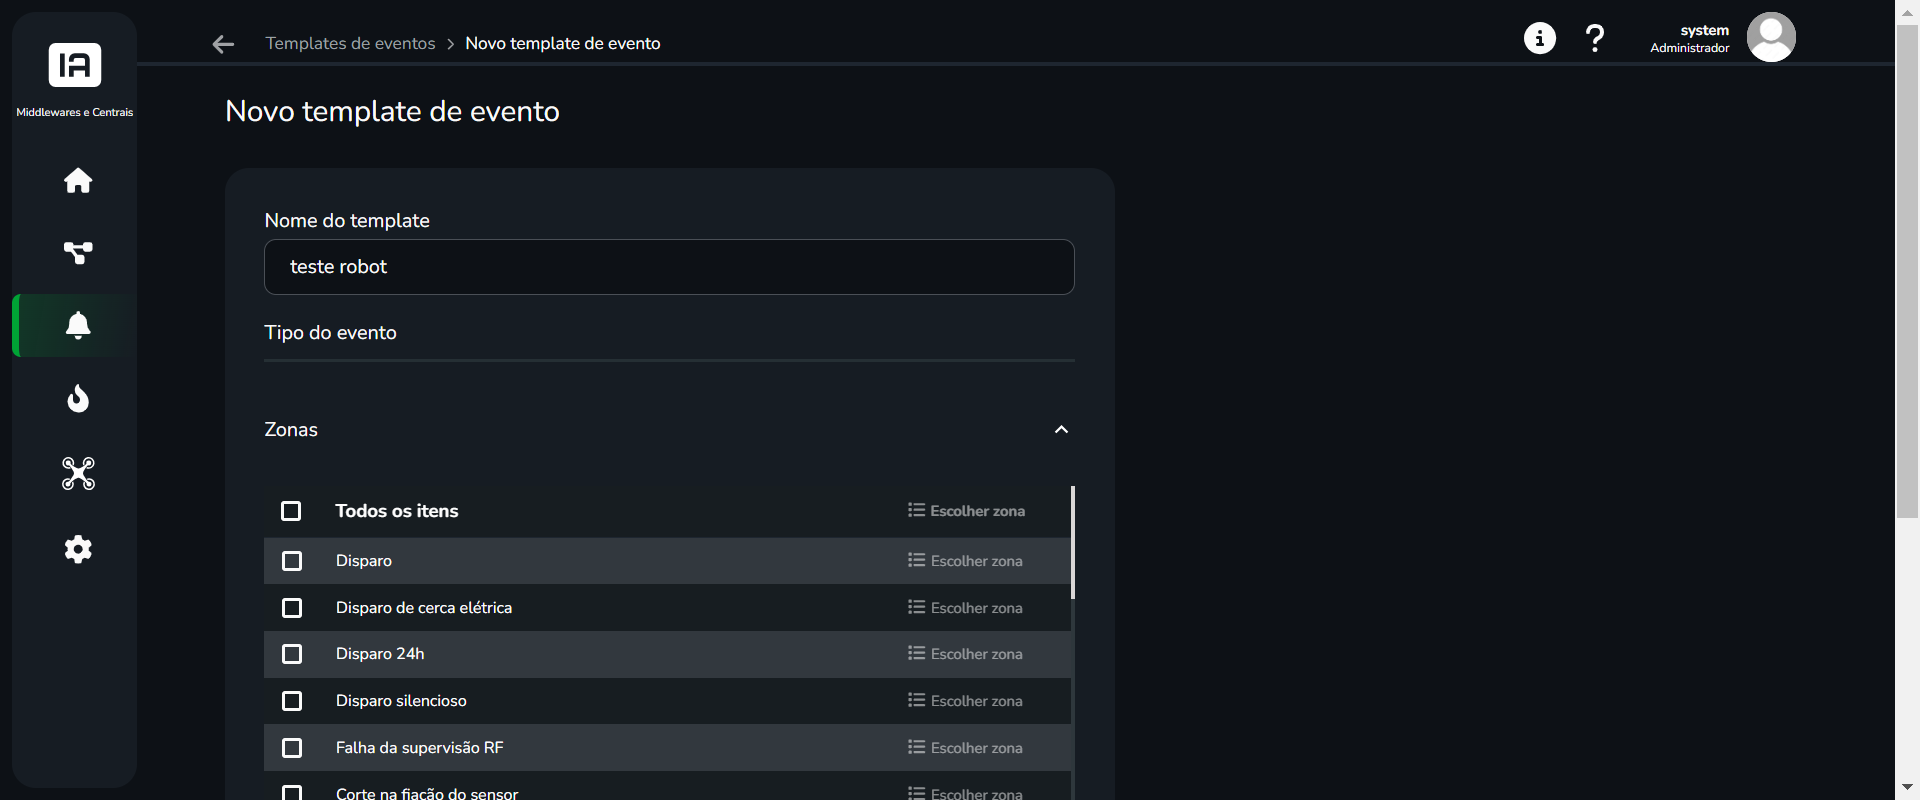 IA
Middlewares e Centrais
Templates de eventos > Novo template de evento
system
Administrador
Novo template de evento
Nome do template
teste robot
Tipo do evento
Zonas
Todos os itens Escolher zona
Disparo Escolher zona
Disparo de cerca elétrica Escolher zona
Disparo 24h Escolher zona
Disparo silencioso Escolher zona
Falha da supervisão RF Escolher zona
Corte na fiação do sensor Escolher zona